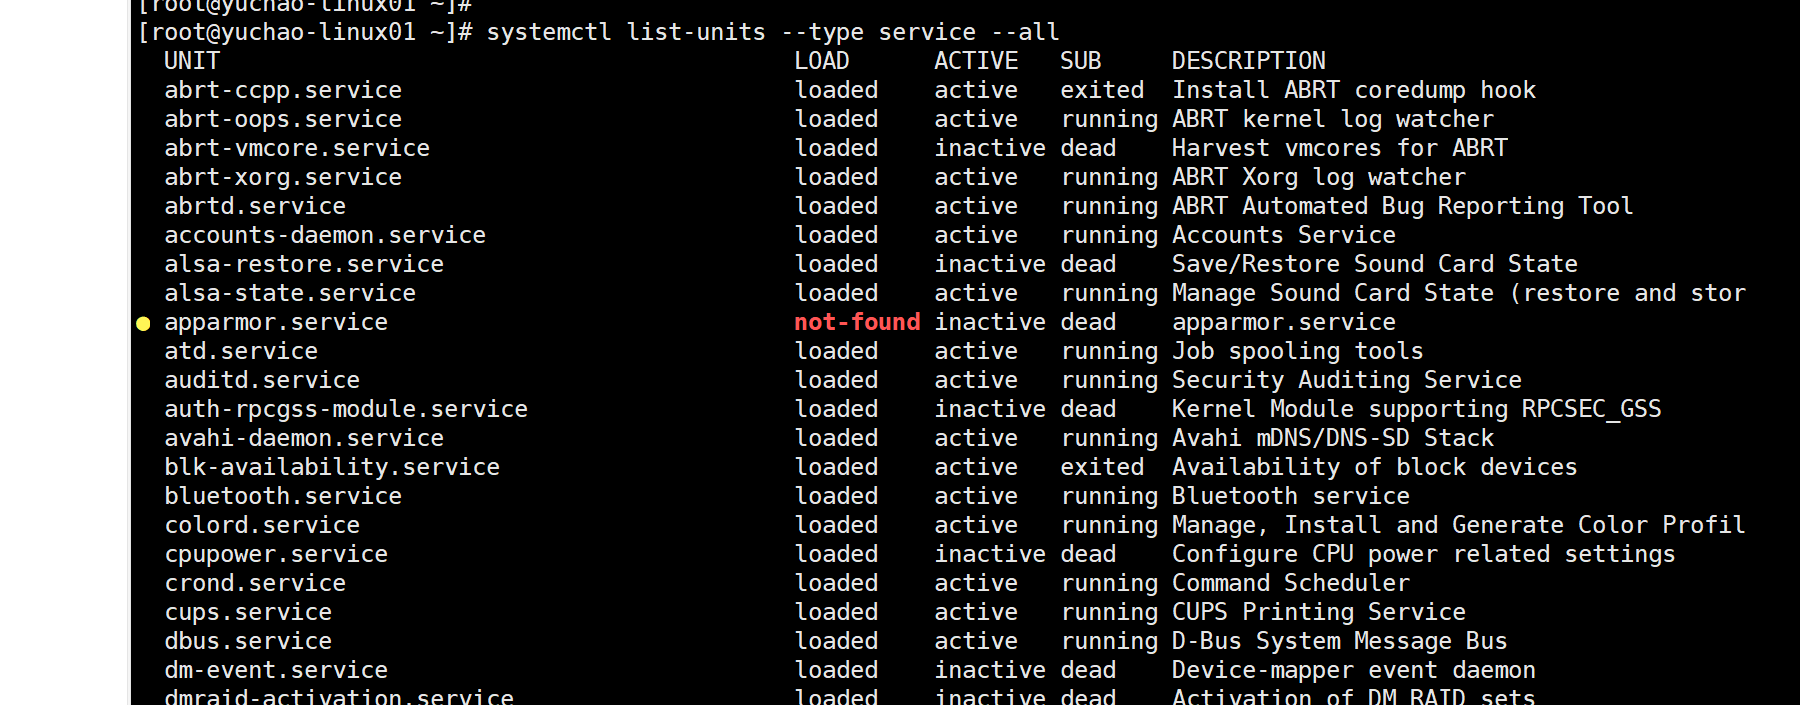 [root@yuchao-linux01 ~]#
[root@yuchao-linux01 ~]# systemctl list-units --type service --all
UNIT LOAD ACTIVE SUB DESCRIPTION
abrt-ccpp.service loaded active exited Install ABRT coredump hook
abrt-oops.service loaded active running ABRT kernel log watcher
abrt-vmcore.service loaded inactive dead Harvest vmcores for ABRT
abrt-xorg.service loaded active running ABRT Xorg log watcher
abrtd.service loaded active running ABRT Automated Bug Reporting Tool
accounts-daemon.service loaded active running Accounts Service
alsa-restore.service loaded inactive dead Save/Restore Sound Card State
alsa-state.service loaded active running Manage Sound Card State (restore and stor
● apparmor.service not-found inactive dead apparmor.service
atd.service loaded active running Job spooling tools
auditd.service loaded active running Security Auditing Service
auth-rpcgss-module.service loaded inactive dead Kernel Module supporting RPCSEC_GSS
avahi-daemon.service loaded active running Avahi mDNS/DNS-SD Stack
blk-availability.service loaded active exited Availability of block devices
bluetooth.service loaded active running Bluetooth service
colord.service loaded active running Manage, Install and Generate Color Profil
cpupower.service loaded inactive dead Configure CPU power related settings
crond.service loaded active running Command Scheduler
cups.service loaded active running CUPS Printing Service
dbus.service loaded active running D-Bus System Message Bus
dm-event.service loaded inactive dead Device-mapper event daemon
dmraid-activation.service loaded inactive dead Activation of DM RAID sets